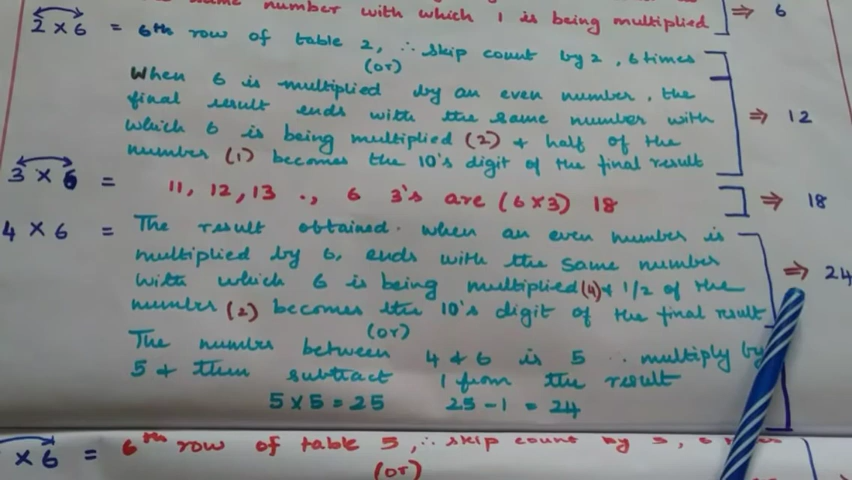 number with which 1 is being multiplied ] ⇒ 6
2 × 6 = 6th row of table 2, ∴ skip count by 2, 6 times
(or)
When 6 is multiplied by an even number, the
final result ends with the same number with
which 6 is being multiplied (2) & half of the
number (1) becomes the 10's digit of the final result
⇒ 12
3 × 6 = 11, 12, 13 ., 6 3's are (6×3) 18 ] ⇒ 18
4 × 6 = The result obtained. when an even number is
multiplied by 6, ends with the same number
with which 6 is being multiplied (4) & 1/2 of the
number (2) becomes the 10's digit of the final result
⇒ 24
(or)
The number between 4 & 6 is 5 ∴ multiply by
5 & then subtract 1 from the result
5 × 5 = 25 25 - 1 = 24
× 6 = 6th row of table 5, ∴ skip count by 5,
(or)